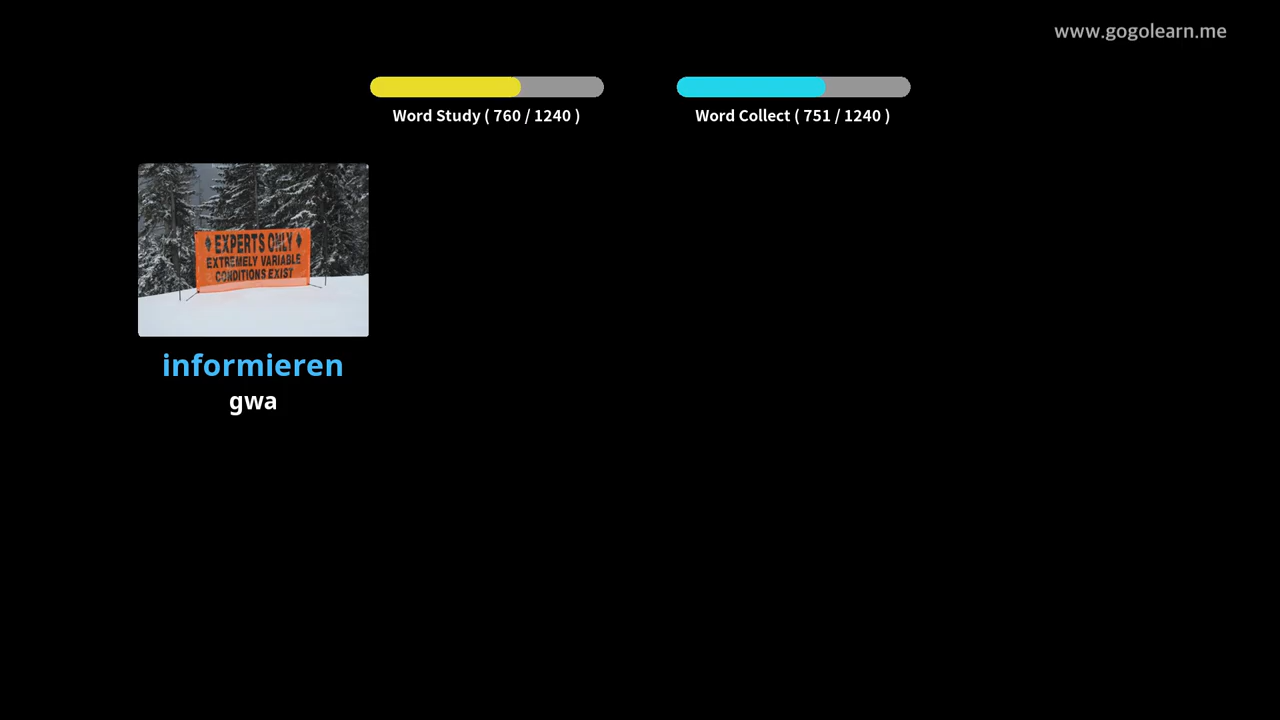 www.gogolearn.me
Word Study ( 760 / 1240 )
Word Collect ( 751 / 1240 )
EXPERTS ONLY
EXTREMELY VARIABLE
CONDITIONS EXIST
informieren
gwa